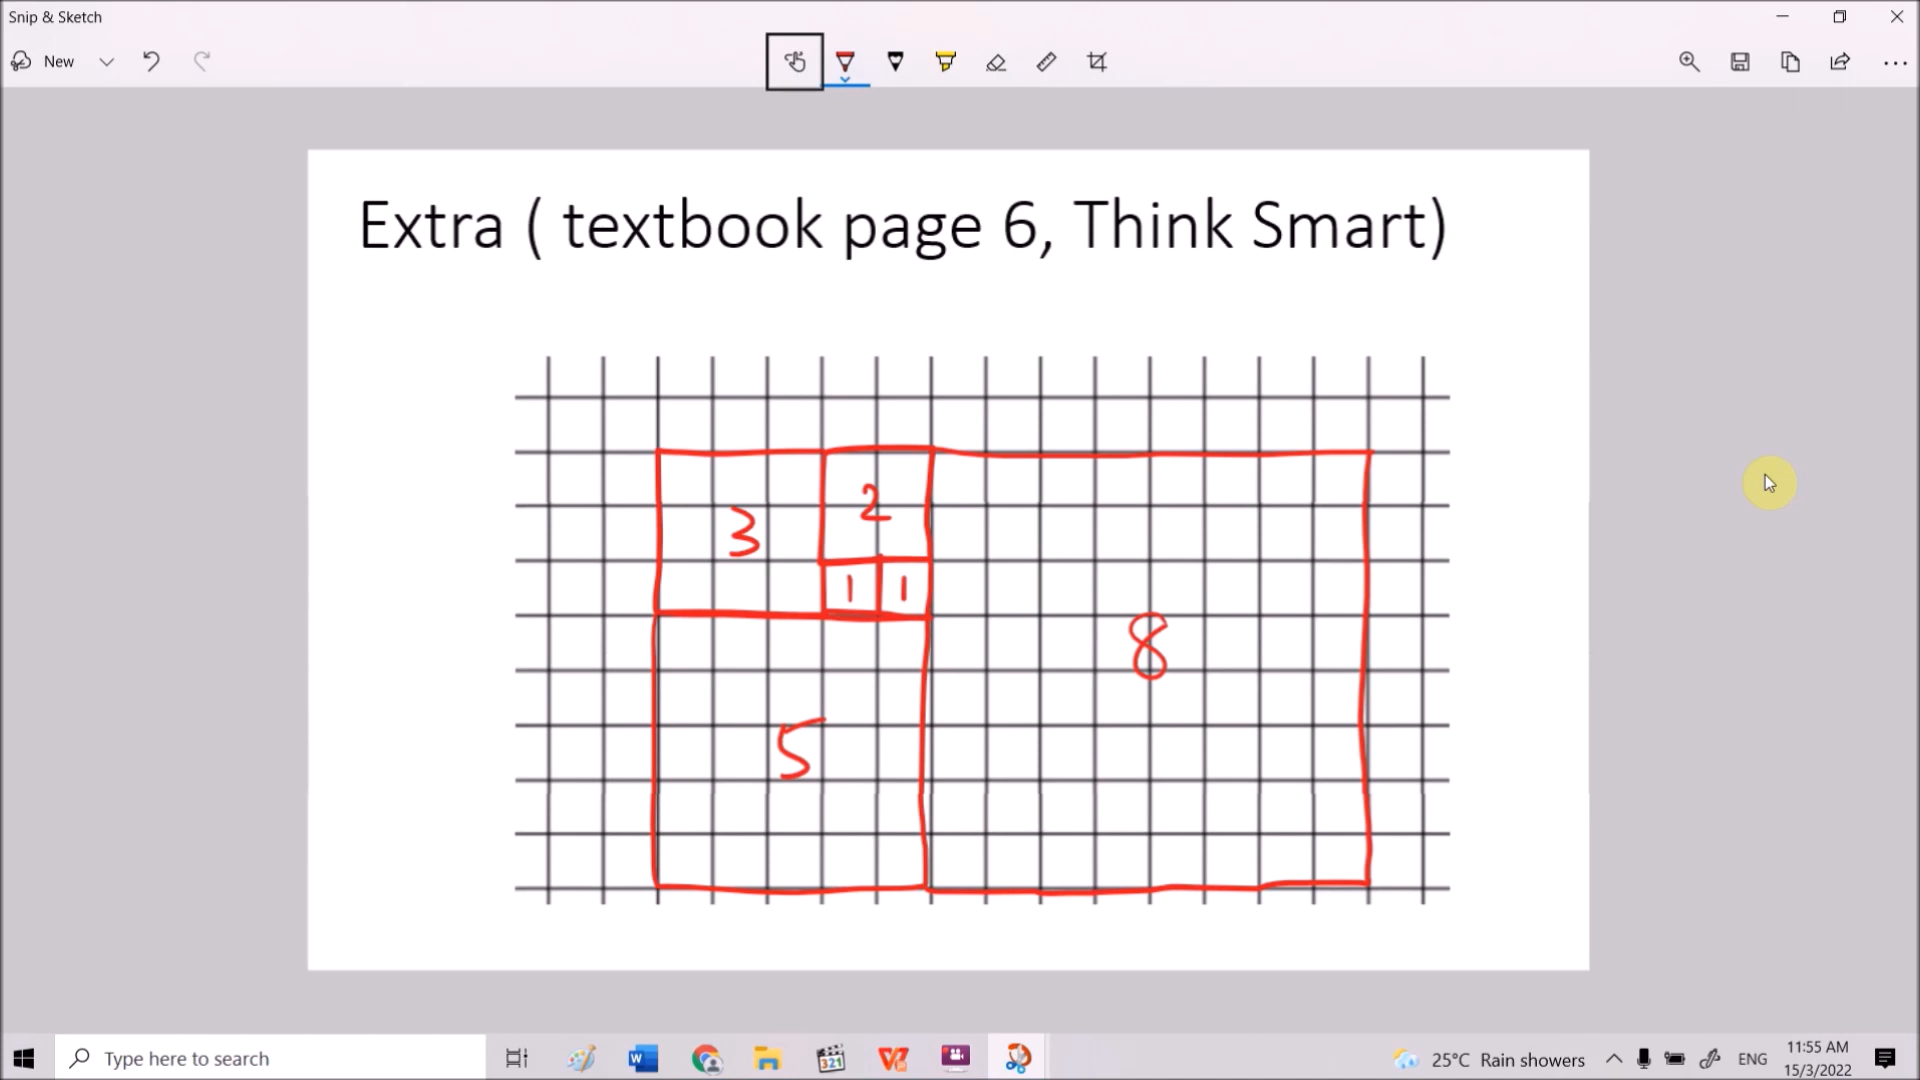 Snip & Sketch
New
Extra ( textbook page 6, Think Smart)
2
3
1 1
8
5
Type here to search
W
321
25°C Rain showers
ENG
11:55 AM
15/3/2022